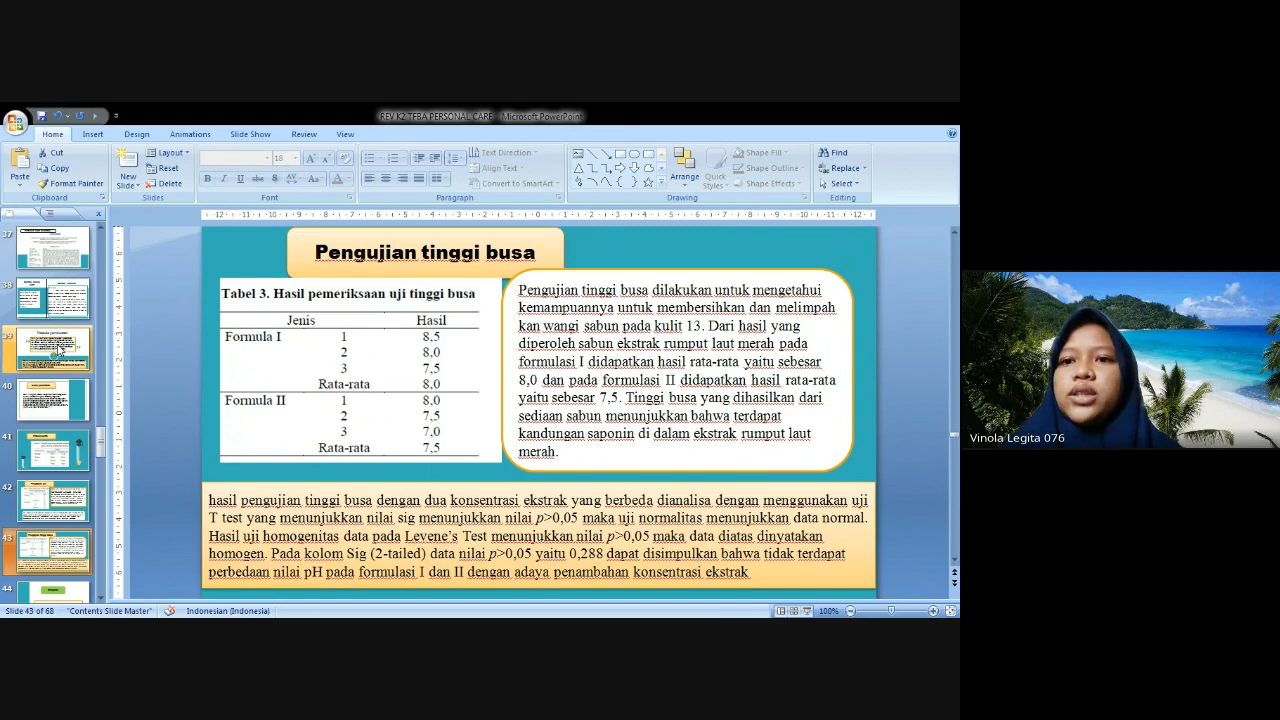 REV K2 TFBA PERSONAL CARE - Microsoft PowerPoint
Home Insert Design Animations Slide Show Review View
Paste
Cut
Copy
Format Painter
Clipboard
New Slide
Layout
Reset
Delete
Slides
18
Font
Text Direction
Align Text
Convert to SmartArt
Paragraph
Arrange
Quick Styles
Shape Fill
Shape Outline
Shape Effects
Drawing
Find
Replace
Select
Editing
37
38
39
40
41
42
43
44
Pengujian tinggi busa
Tabel 3. Hasil pemeriksaan uji tinggi busa
Jenis Hasil
Formula I 1 8,5
2 8,0
3 7,5
Rata-rata 8,0
Formula II 1 8,0
2 7,5
3 7,0
Rata-rata 7,5
Pengujian tinggi busa dilakukan untuk mengetahui
kemampuannya untuk membersihkan dan melimpah
kan wangi sabun pada kulit 13. Dari hasil yang
diperoleh sabun ekstrak rumput laut merah pada
formulasi I didapatkan hasil rata-rata yaitu sebesar
8,0 dan pada formulasi II didapatkan hasil rata-rata
yaitu sebesar 7,5. Tinggi busa yang dihasilkan dari
sediaan sabun menunjukkan bahwa terdapat
kandungan saponin di dalam ekstrak rumput laut
merah.
Hasil pengujian tinggi busa dengan dua konsentrasi ekstrak yang berbeda dianalisa dengan menggunakan uji
T test yang menunjukkan nilai sig menunjukkan nilai p>0,05 maka uji normalitas menunjukkan data normal.
Hasil uji homogenitas data pada Levene's Test menunjukkan nilai p>0,05 maka data diatas dinyatakan
homogen. Pada kolom Sig (2-tailed) data nilai p>0,05 yaitu 0,288 dapat disimpulkan bahwa tidak terdapat
perbedaan nilai pH pada formulasi I dan II dengan adaya penambahan konsentrasi ekstrak
Slide 43 of 68 "Contents Slide Master" Indonesian (Indonesia) 100%
Vinola Legita 076